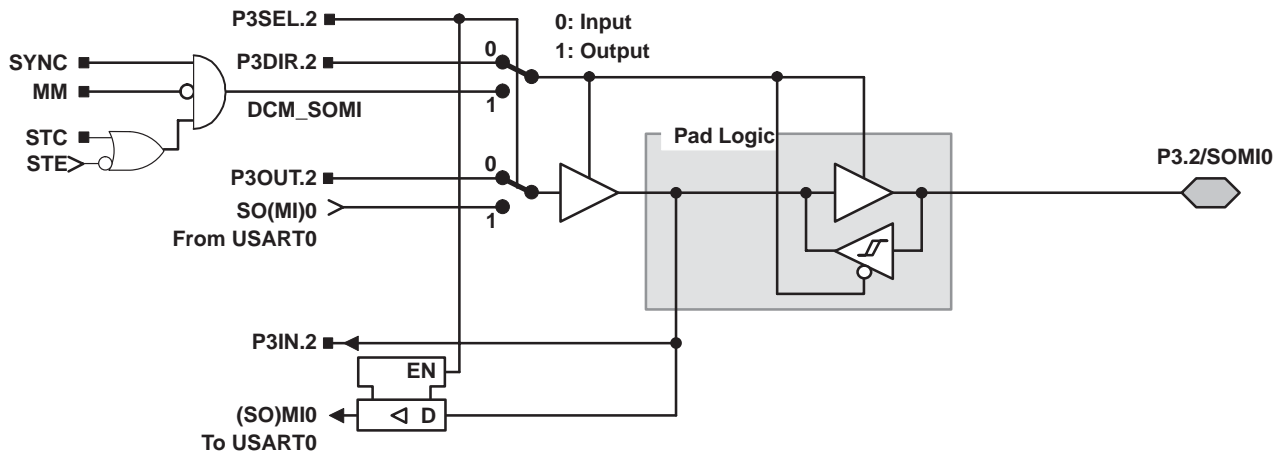 P3SEL.2
0: Input
1: Output
SYNC
P3DIR.2
0
MM
1
DCM_SOMI
STC
STE
Pad Logic
P3OUT.2
0
P3.2/SOMI0
SO(MI)0
1
From USART0
P3IN.2
EN
(SO)MI0
D
To USART0